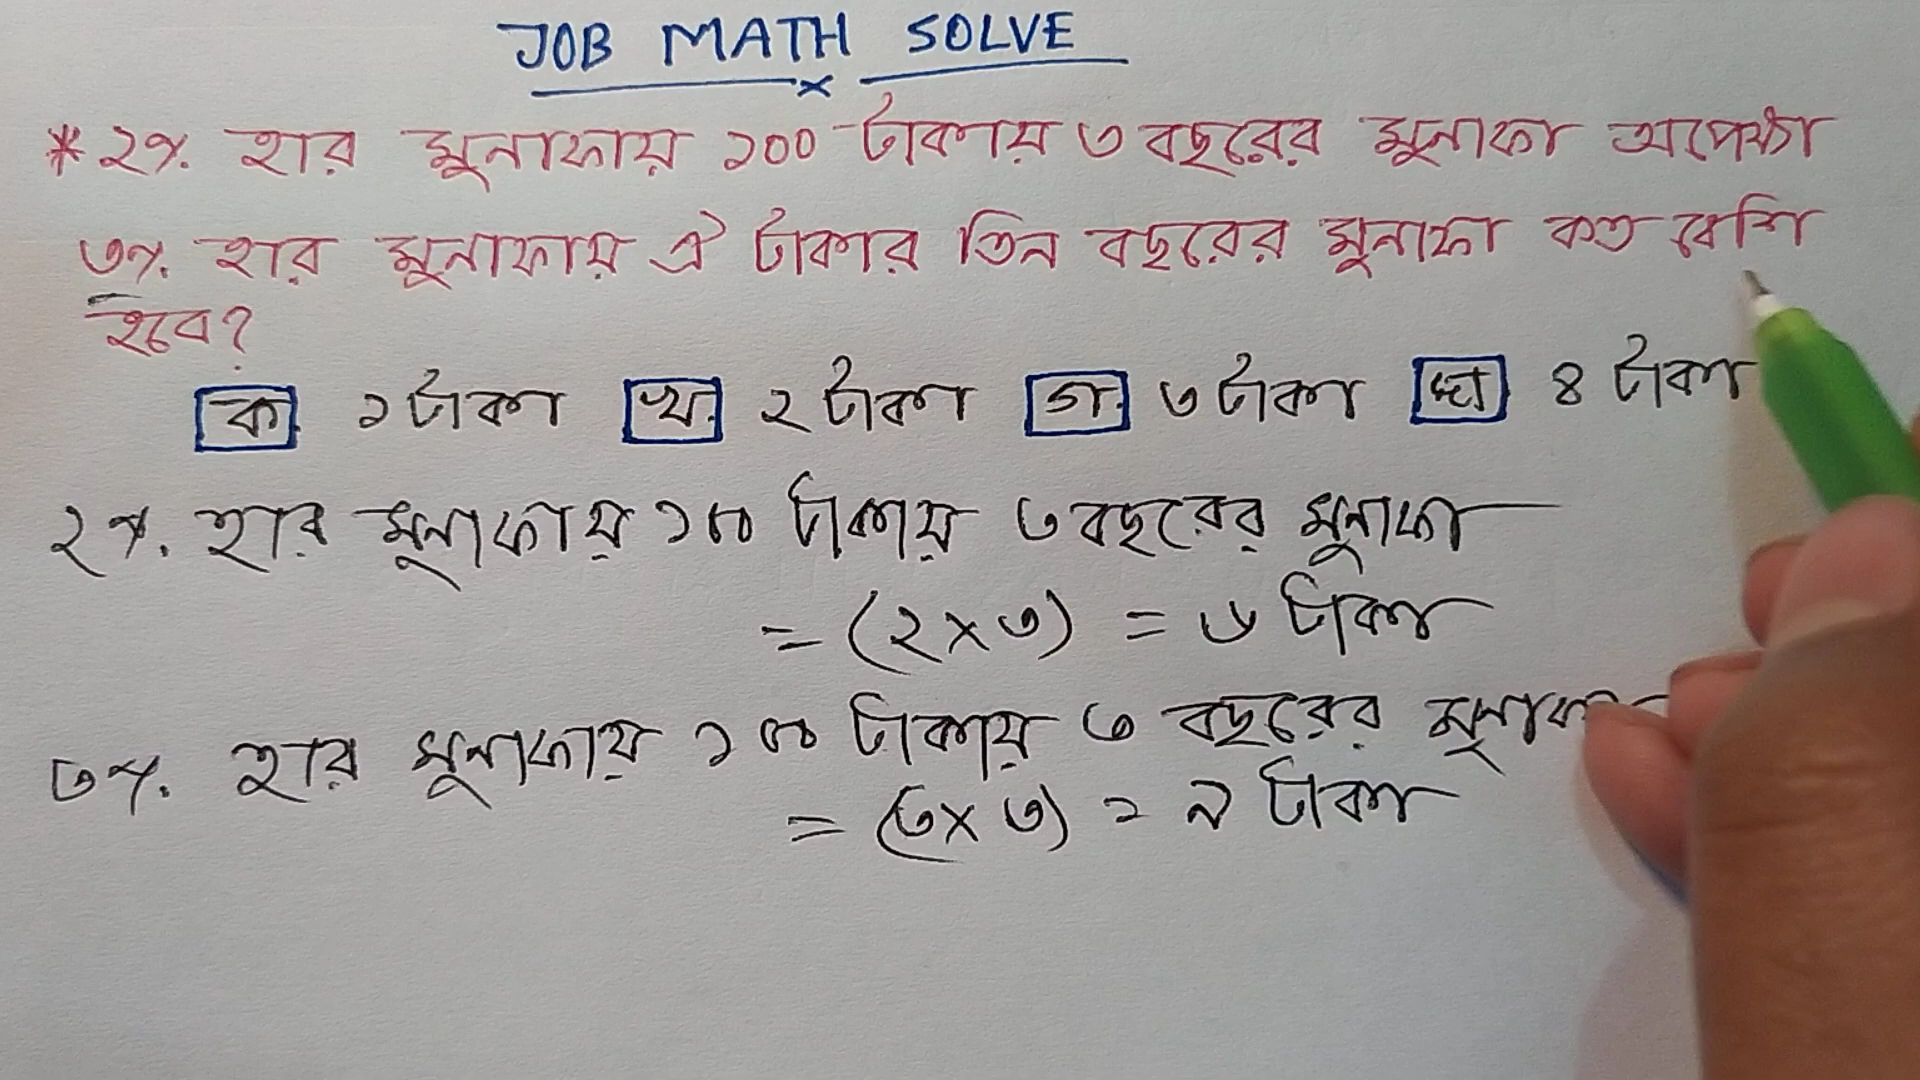 JOB MATH SOLVE
* ২%. হার মুনাফায় ১০০ টাকায় ৩ বছরের মুনাফা অপেক্ষা
৩%. হার মুনাফায় ঐ টাকার তিন বছরের মুনাফা কত বেশি
হবে?
ক ১ টাকা খ. ২ টাকা গ. ৩ টাকা ঘ ৪ টাকা
২%. হার মুনাফায় ১০০ টাকায় ৩ বছরের মুনাফা
= (২×৩) = ৬ টাকা
৩%. হার মুনাফায় ১০০ টাকায় ৩ বছরের মুনাফা
= (৩×৩) = ৯ টাকা